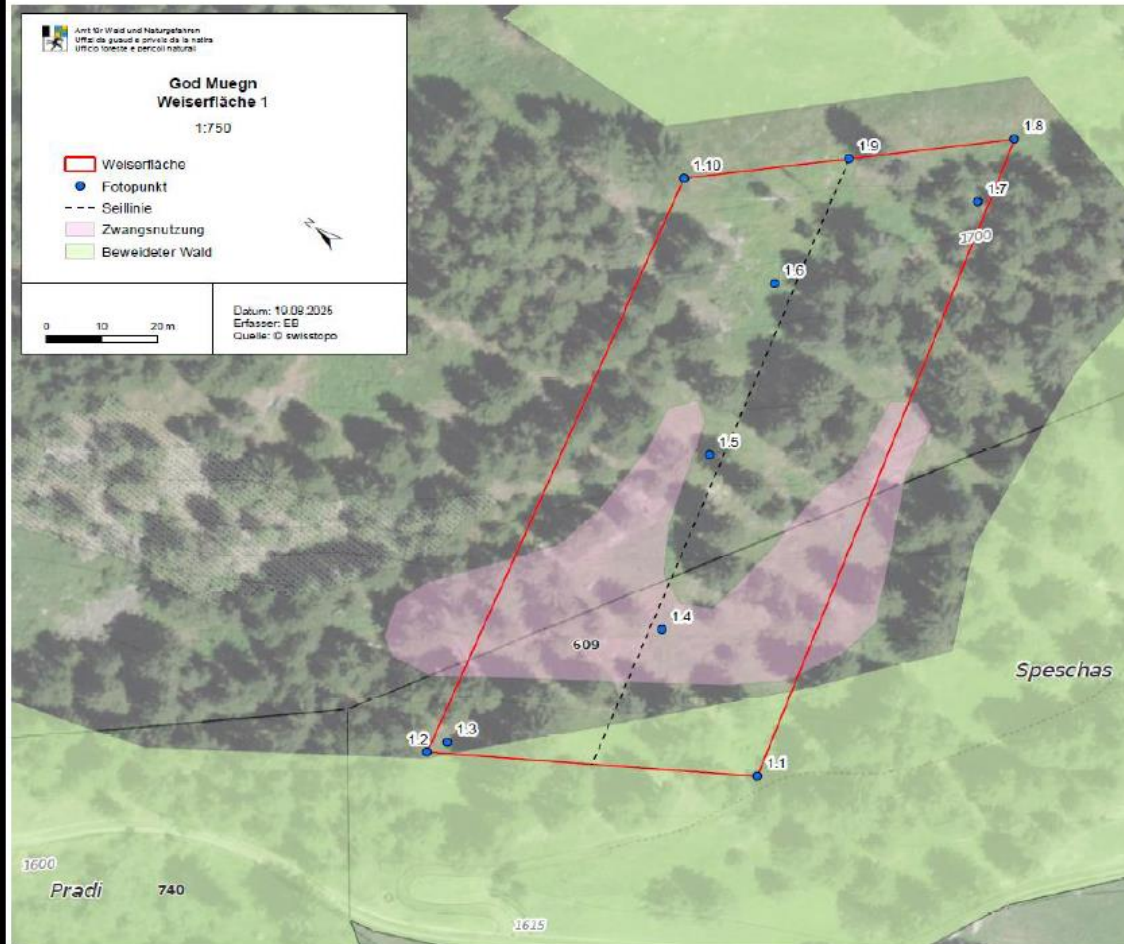 Amt für Wald und Naturgefahren
Uffizi da guaud e privels da la natira
Ufficio foreste e pericoli naturali
God Muegn
Weiserfläche 1
1:750
Weiserfläche
Fotopunkt
Seillinie
Zwangsnutzung
Beweideter Wald
N
0 10 20 m
Datum: 19.08.2025
Erfasser: EB
Quelle: © swisstopo
1.8
1.9
1.10
1.7
1700
1.6
1.5
1.4
609
Speschas
1.3
1.2
1.1
1600
Pradi 740
1615